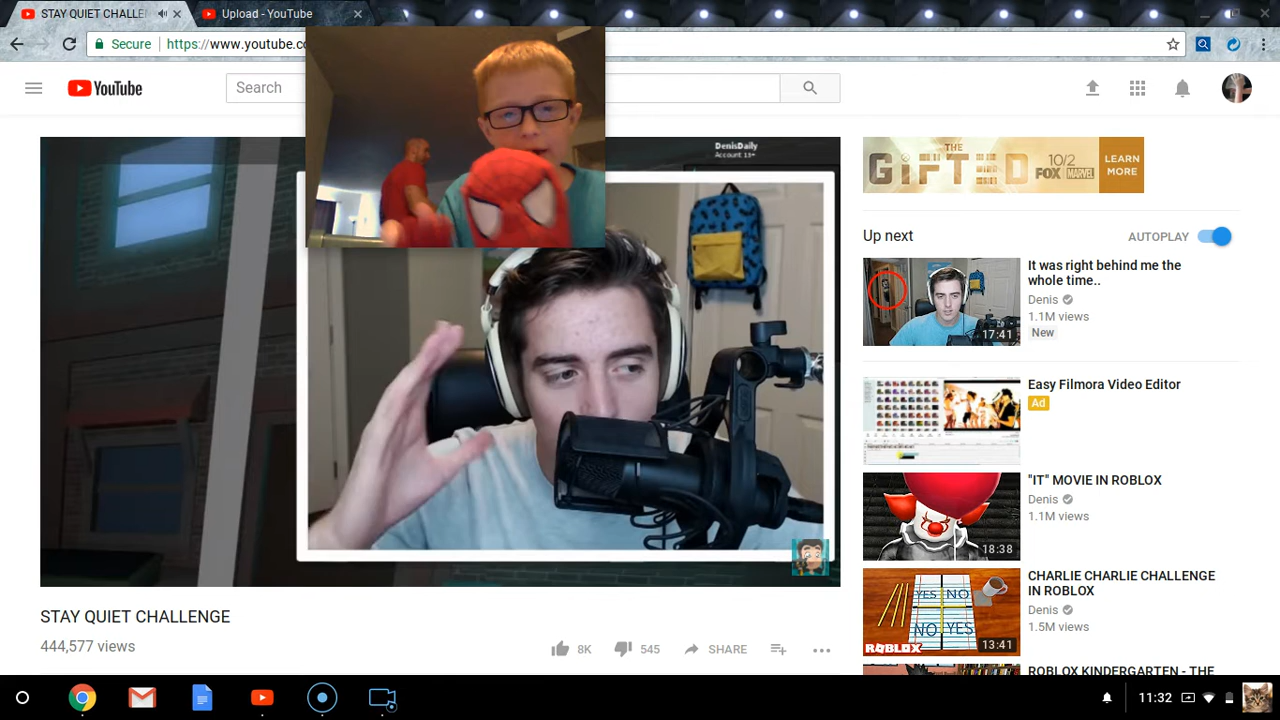 STAY QUIET CHALLEN
Upload - YouTube
Secure
https://www.youtube.co
YouTube
Search
DenisDaily
Account: 13+
THE
GIFTED
10/2
FOX MARVEL
LEARN
MORE
Up next
AUTOPLAY
It was right behind me the
whole time..
Denis
1.1M views
New
17:41
Easy Filmora Video Editor
Ad
"IT" MOVIE IN ROBLOX
Denis
1.1M views
18:38
CHARLIE CHARLIE CHALLENGE
IN ROBLOX
Denis
1.5M views
YES NO
NO YES
ROBLOX
13:41
ROBLOX KINDERGARTEN - THE
STAY QUIET CHALLENGE
444,577 views
8K
545
SHARE
11:32